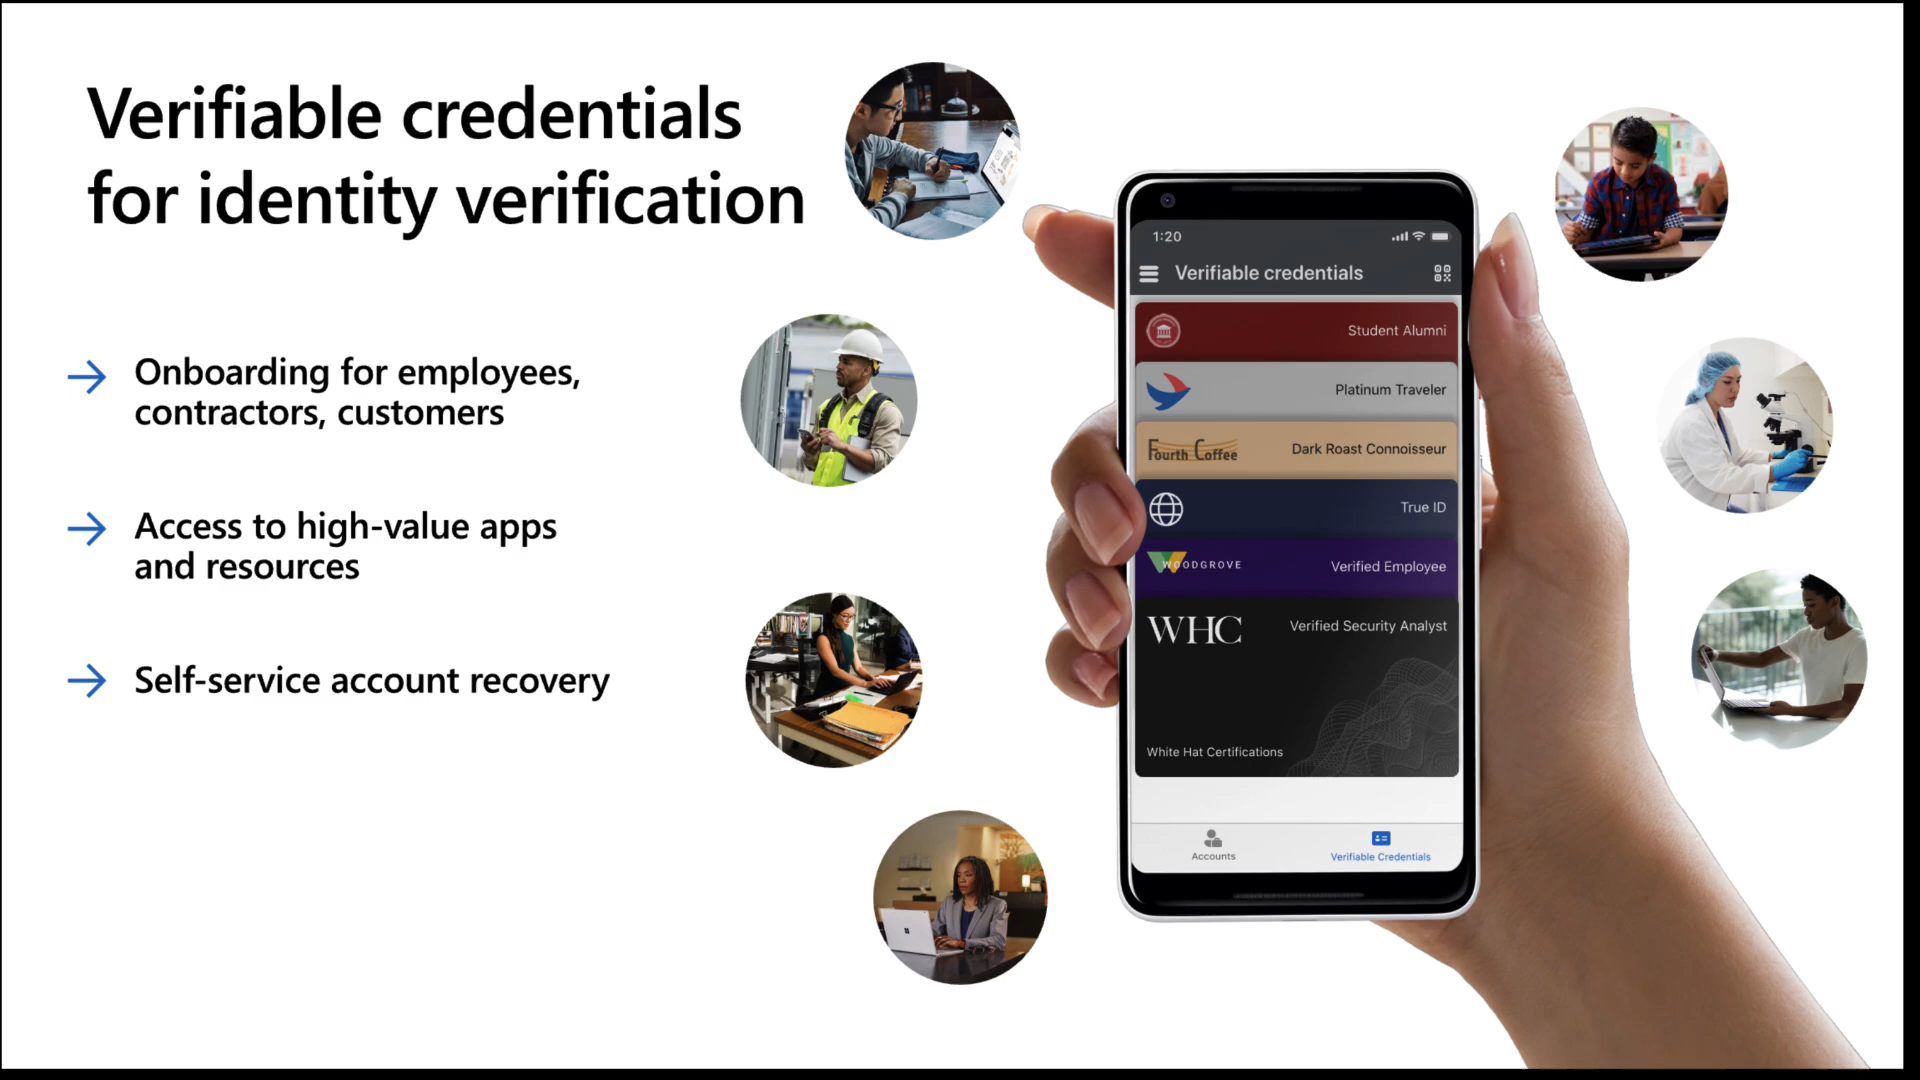 Verifiable credentials
for identity verification
Onboarding for employees,
contractors, customers
Access to high-value apps
and resources
Self-service account recovery
1:20
Verifiable credentials
Student Alumni
Platinum Traveler
Fourth Coffee
Dark Roast Connoisseur
True ID
WOODGROVE
Verified Employee
WHC
Verified Security Analyst
White Hat Certifications
Accounts
Verifiable Credentials